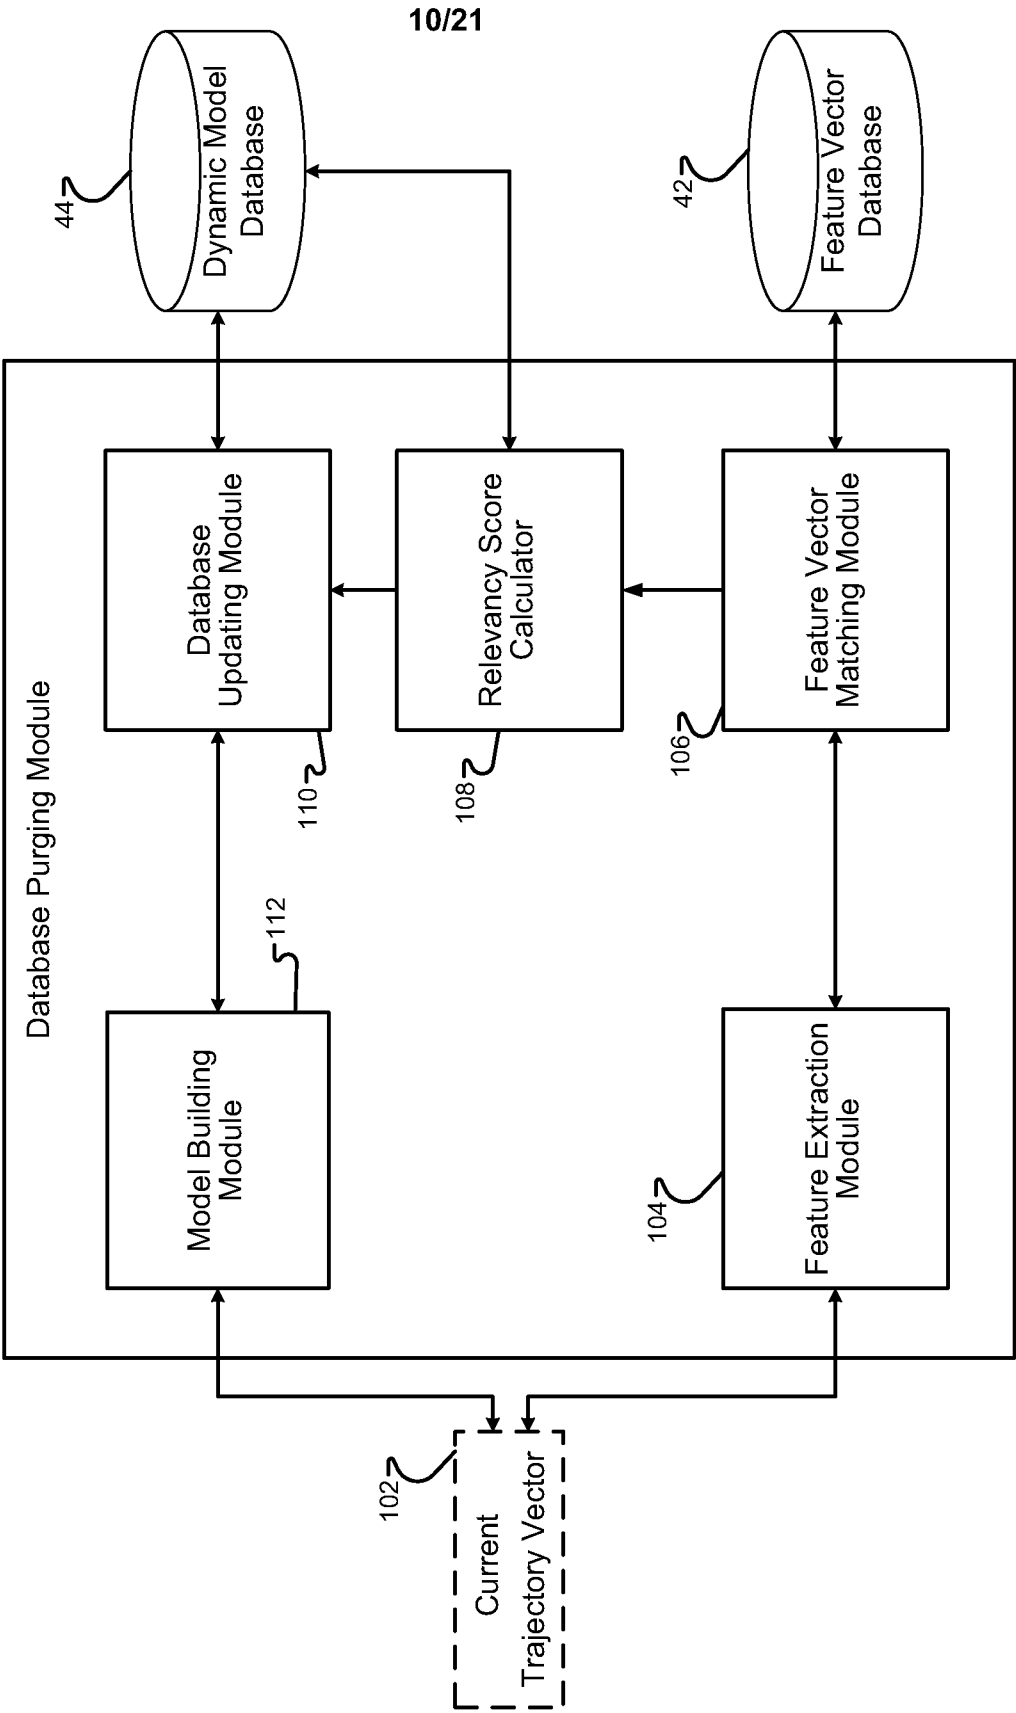 10/21
Database Purging Module
Current
Trajectory Vector
102
Model Building
Module
112
Database
Updating Module
110
Dynamic Model
Database
44
Relevancy Score
Calculator
108
Feature Extraction
Module
104
Feature Vector
Matching Module
106
Feature Vector
Database
42